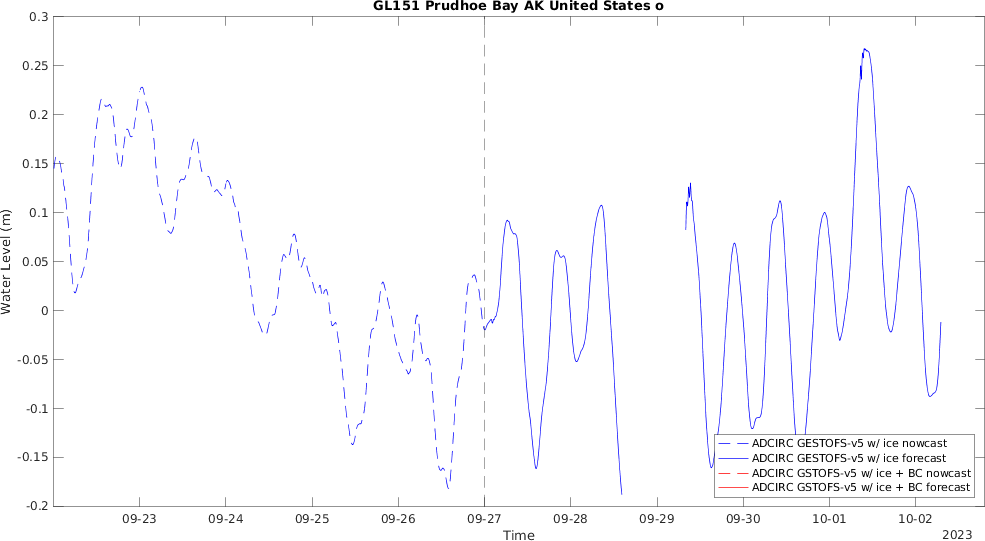 GL151 Prudhoe Bay AK United States o
0.3
0.25
0.2
0.15
0.1
0.05
0
-0.05
-0.1
-0.15
-0.2
Water Level (m)
ADCIRC GESTOFS-v5 w/ ice nowcast
ADCIRC GESTOFS-v5 w/ ice forecast
ADCIRC GSTOFS-v5 w/ ice + BC nowcast
ADCIRC GSTOFS-v5 w/ ice + BC forecast
09-23 09-24 09-25 09-26 09-27 09-28 09-29 09-30 10-01 10-02
Time
2023